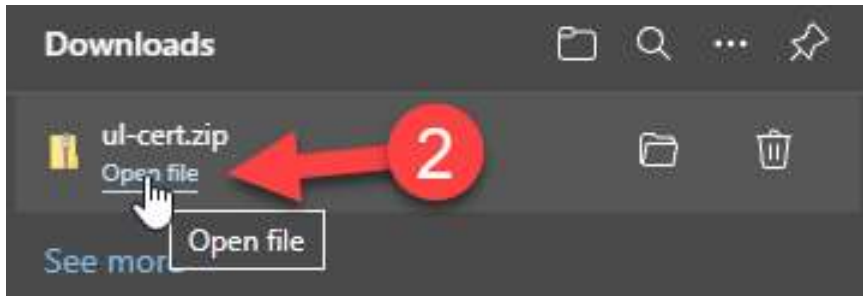 Downloads
ul-cert.zip
Open file
2
Open file
See more